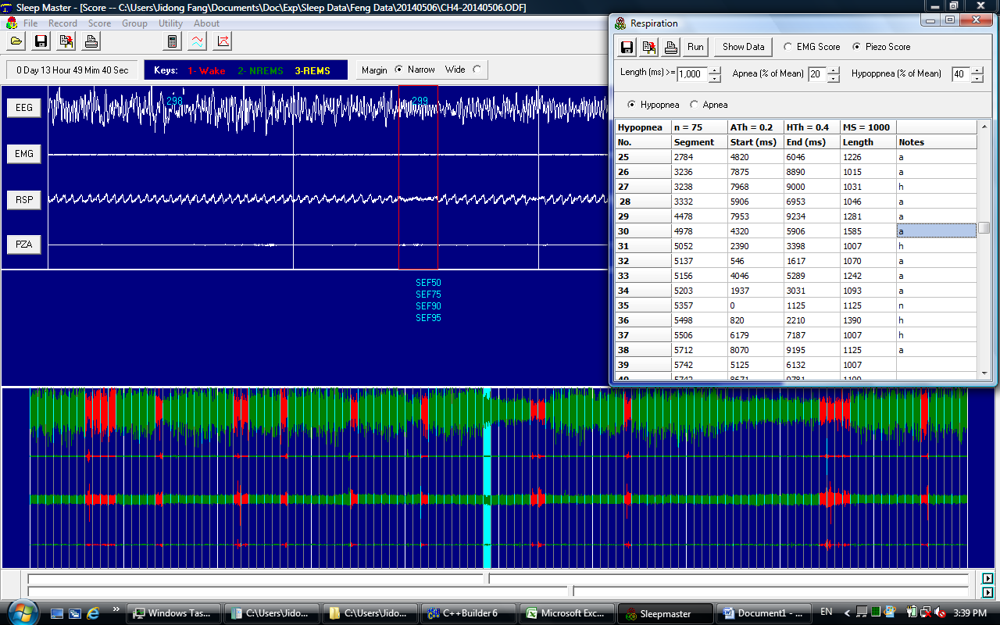 Sleep Master - [Score -- C:\Users\Jidong Fang\Documents\Doc\Exp\Sleep Data\Feng Data\20140506\CH4-20140506.ODF]
File Record Score Group Utility About
0 Day 13 Hour 49 Mim 40 Sec
Keys: 1- Wake 2- NREMS 3-REMS
Margin Narrow Wide
EEG
298 299
EMG
RSP
PZA
SEF50
SEF75
SEF90
SEF95
Respiration
Run Show Data EMG Score Piezo Score
Length (ms) >= 1,000 Apnea (% of Mean) 20 Hypoppnea (% of Mean) 40
Hypopnea Apnea
Hypopnea n = 75 ATh = 0.2 HTh = 0.4 MS = 1000
No. Segment Start (ms) End (ms) Length Notes
25 2784 4820 6046 1226 a
26 3236 7875 8890 1015 a
27 3238 7968 9000 1031 h
28 3332 5906 6953 1046 a
29 4478 7953 9234 1281 a
30 4978 4320 5906 1585 a
31 5052 2390 3398 1007 h
32 5137 546 1617 1070 a
33 5156 4046 5289 1242 a
34 5203 1937 3031 1093 a
35 5357 0 1125 1125 n
36 5498 820 2210 1390 h
37 5506 6179 7187 1007 h
38 5712 8070 9195 1125 a
39 5742 5125 6132 1007
Windows Tas... C:\Users\Jido... C:\Users\Jido... C++Builder 6 Microsoft Exc... Sleepmaster Document1 - ... EN 3:39 PM